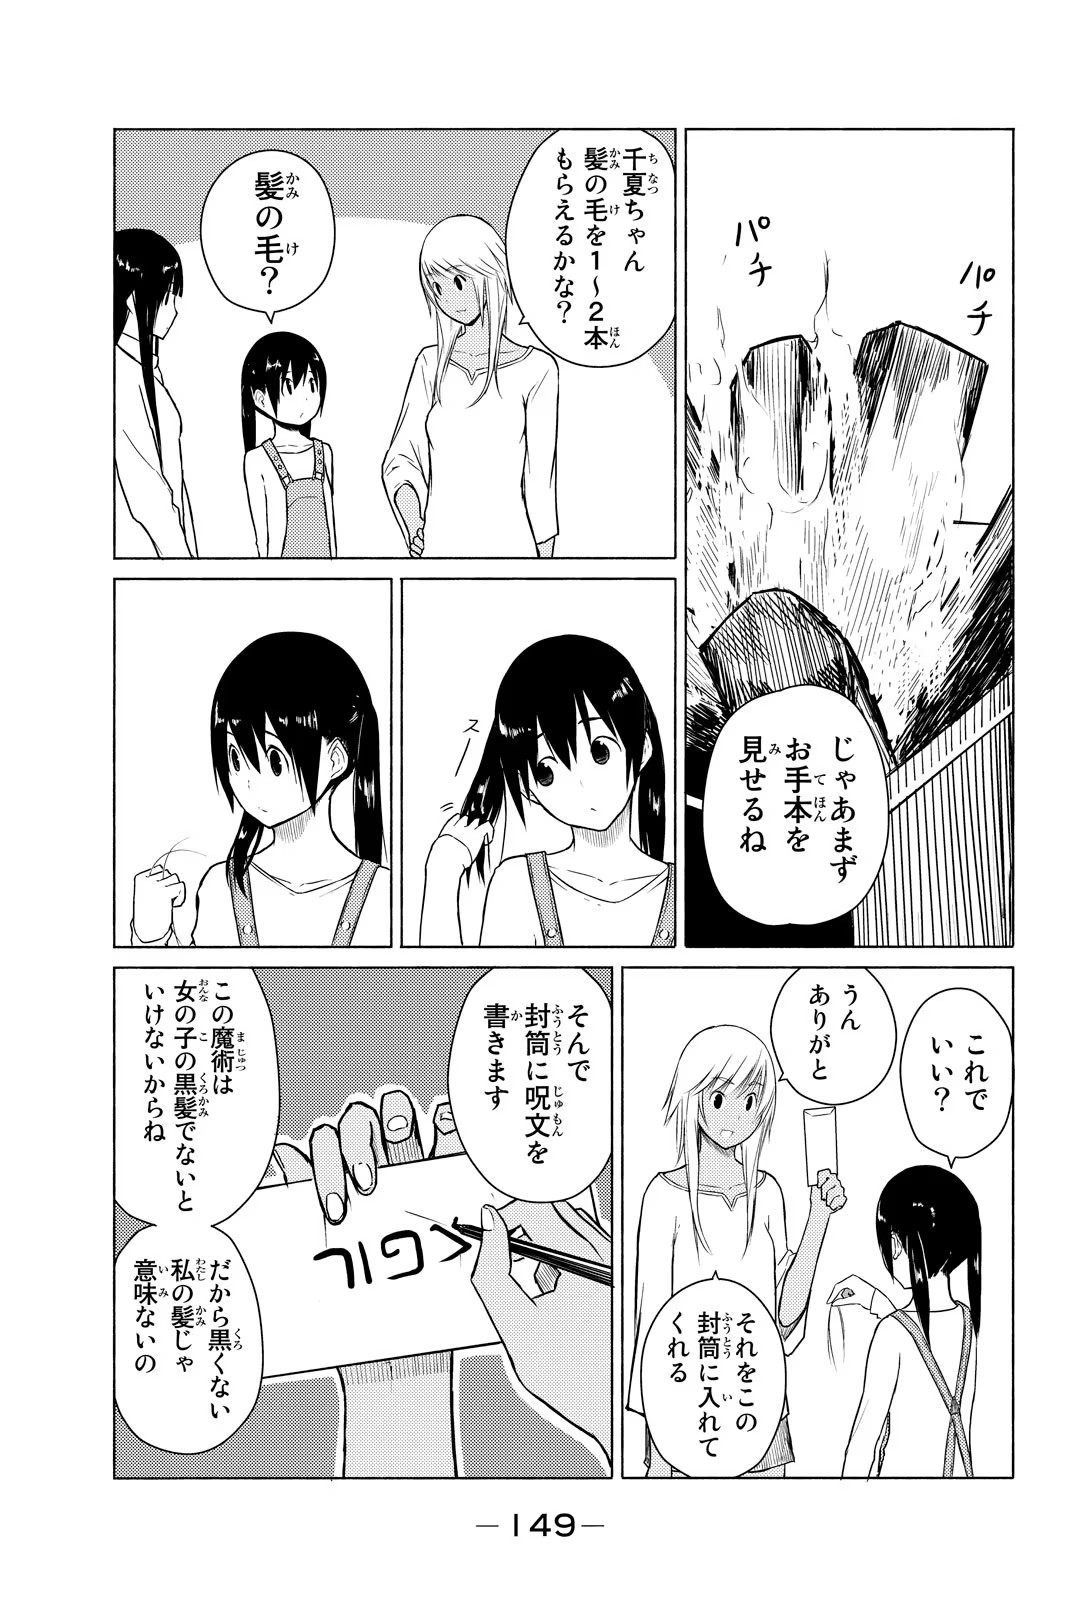 パチ
パチ
じゃあまず
お手本を
見せるね
千夏ちゃん
髪の毛を1〜2本
もらえるかな?
髪の毛?
スー
これで
いい?
うん
ありがと
それをこの
封筒に入れて
くれる
そんで
封筒に呪文を
書きます
この魔術は
女の子の黒髪でないと
いけないからね
だから黒くない
私の髪じゃ
意味ないの
―149―